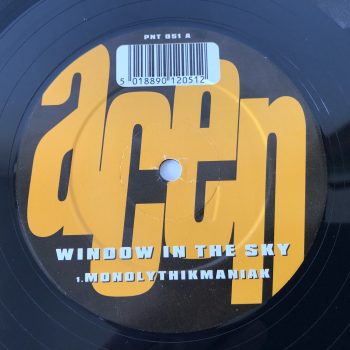 PNT 051 A
5 018890 120512
acen
WINDOW IN THE SKY
1.MONOLYTHIKMANIAK